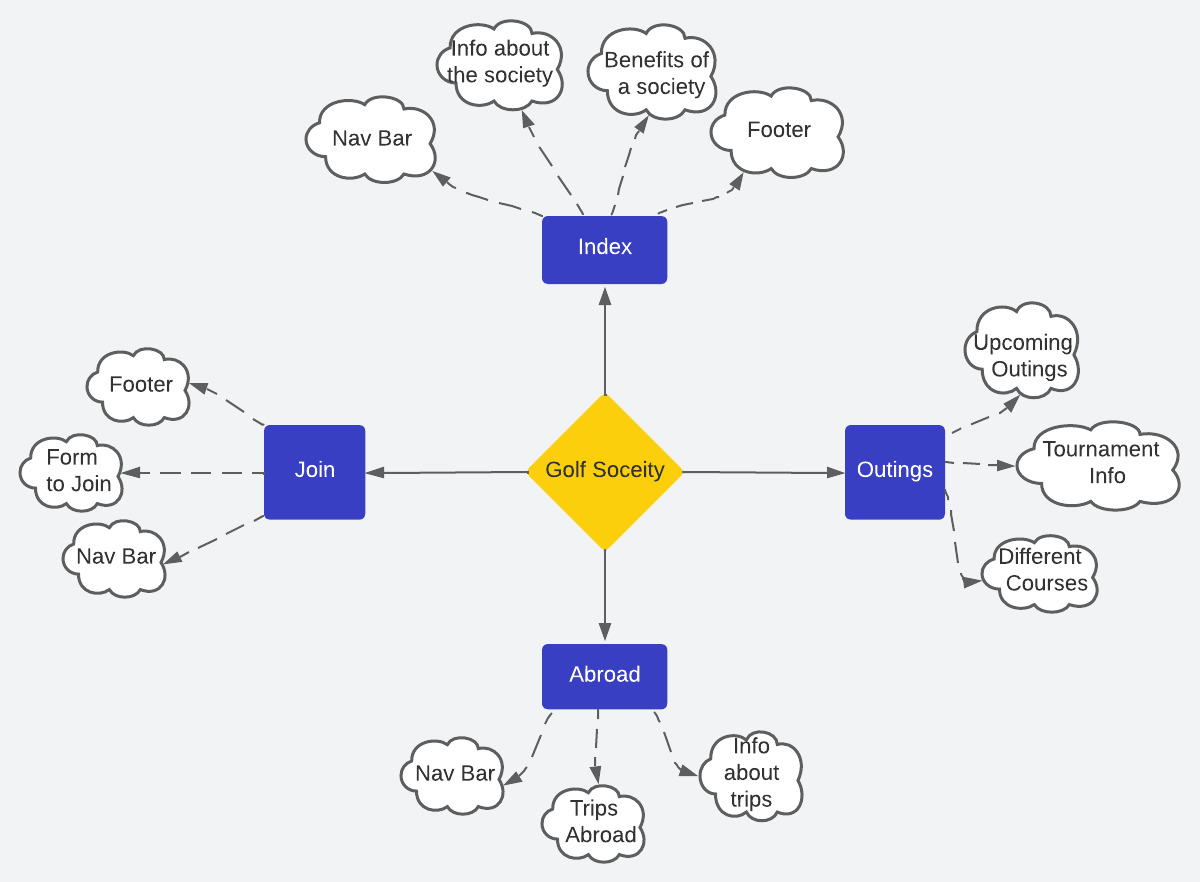 Info about
the society
Benefits of
a society
Nav Bar
Footer
Index
Upcoming
Outings
Footer
Form
to Join
Nav Bar
Join
Golf Soceity
Outings
Tournament
Info
Different
Courses
Abroad
Nav Bar
Trips
Abroad
Info
about
trips